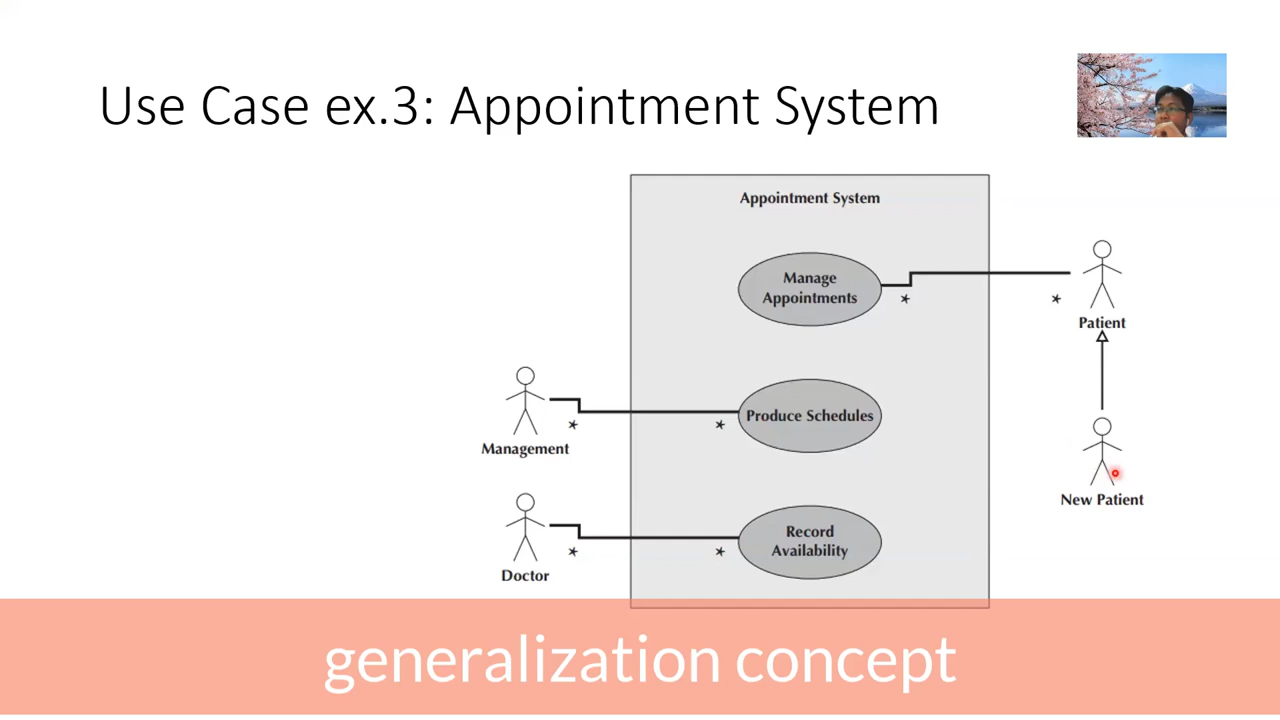 Use Case ex.3: Appointment System
Appointment System
Manage
Appointments
*
*
Patient
Produce Schedules
*
*
Management
New Patient
Record
Availability
*
*
Doctor
generalization concept